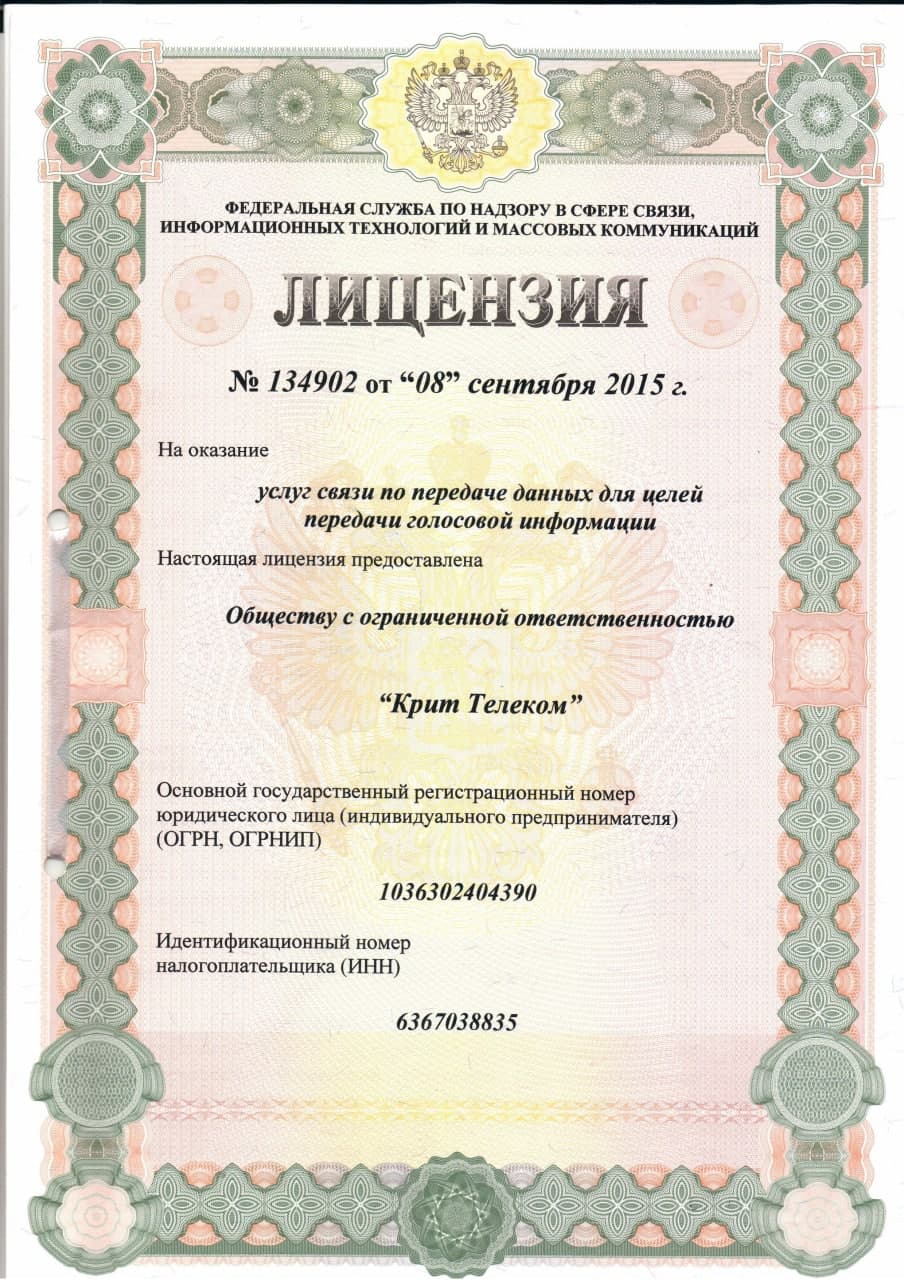 ФЕДЕРАЛЬНАЯ СЛУЖБА ПО НАДЗОРУ В СФЕРЕ СВЯЗИ,
ИНФОРМАЦИОННЫХ ТЕХНОЛОГИЙ И МАССОВЫХ КОММУНИКАЦИЙ
ЛИЦЕНЗИЯ
№ 134902 от “08” сентября 2015 г.
На оказание
услуг связи по передаче данных для целей
передачи голосовой информации
Настоящая лицензия предоставлена
Обществу с ограниченной ответственностью
“Крит Телеком”
Основной государственный регистрационный номер
юридического лица (индивидуального предпринимателя)
(ОГРН, ОГРНИП)
1036302404390
Идентификационный номер
налогоплательщика (ИНН)
6367038835